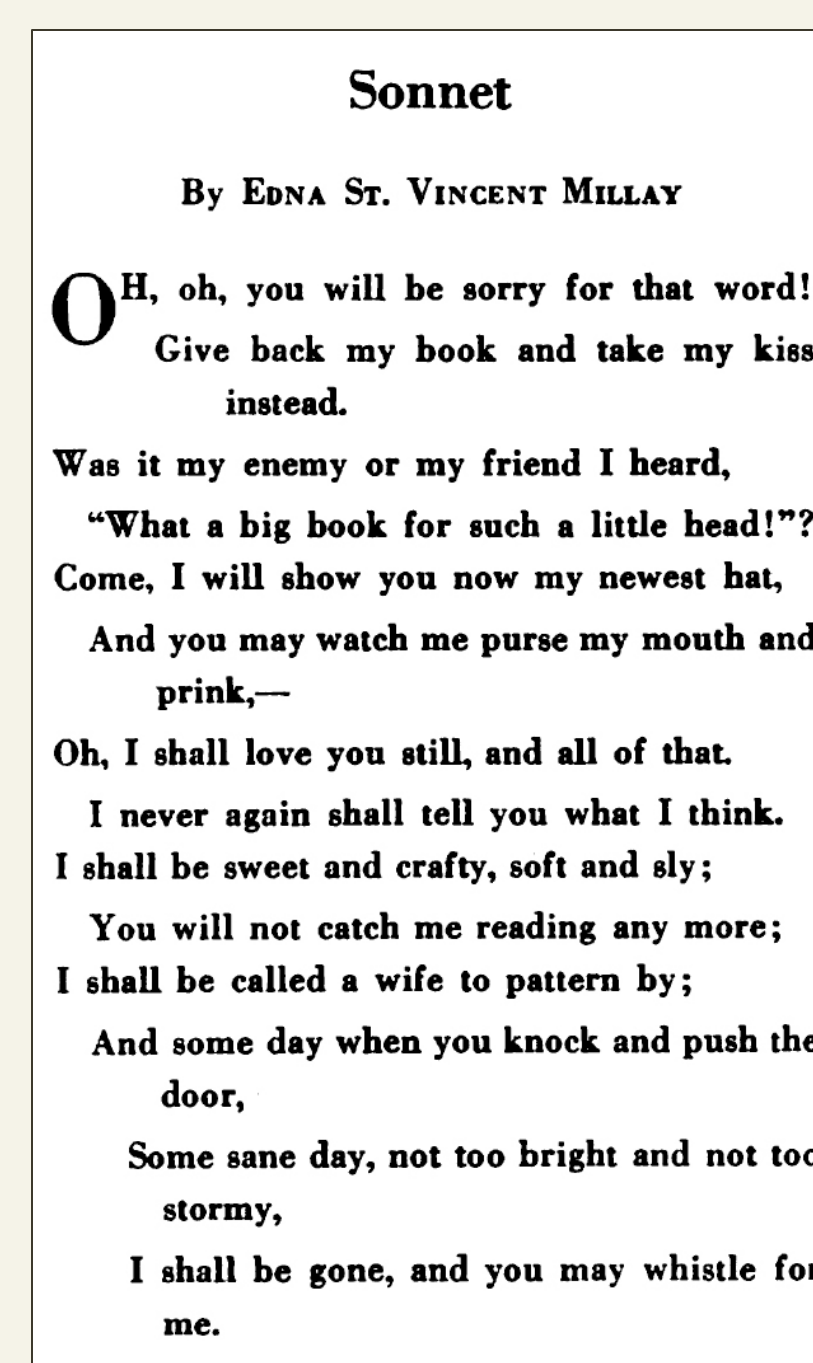 Sonnet
By EDNA ST. VINCENT MILLAY
OH, oh, you will be sorry for that word!
Give back my book and take my kiss
instead.
Was it my enemy or my friend I heard,
“What a big book for such a little head!”?
Come, I will show you now my newest hat,
And you may watch me purse my mouth and
prink,—
Oh, I shall love you still, and all of that.
I never again shall tell you what I think.
I shall be sweet and crafty, soft and sly;
You will not catch me reading any more;
I shall be called a wife to pattern by;
And some day when you knock and push the
door,
Some sane day, not too bright and not too
stormy,
I shall be gone, and you may whistle for
me.